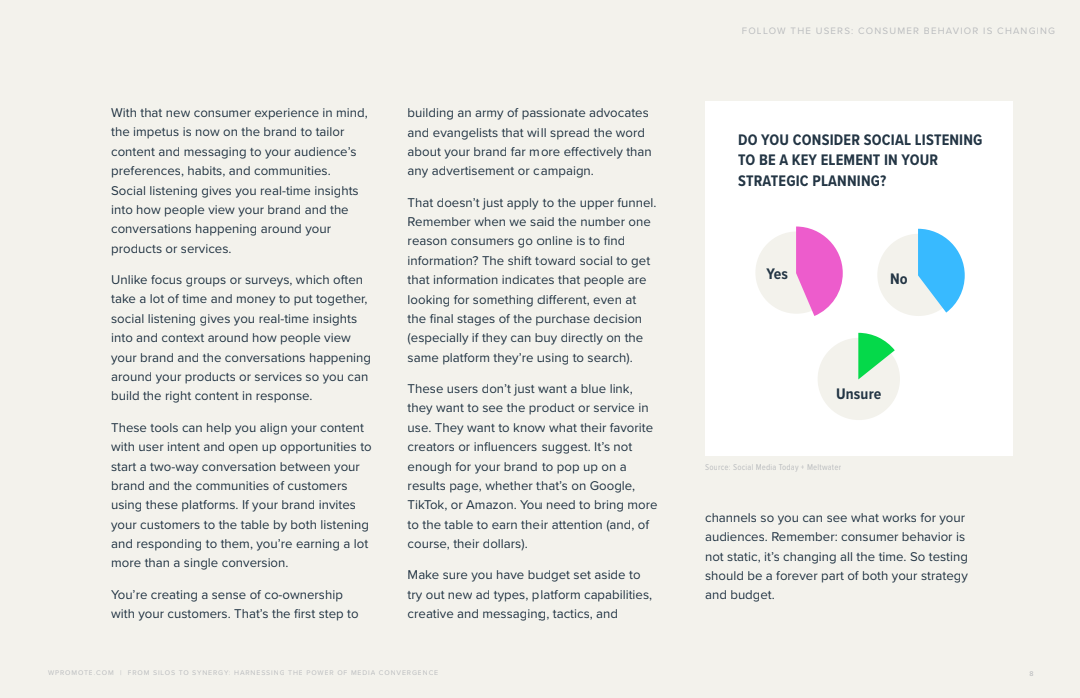 FOLLOW THE USERS: CONSUMER BEHAVIOR IS CHANGING
With that new consumer experience in mind,
the impetus is now on the brand to tailor
content and messaging to your audience's
preferences, habits, and communities.
Social listening gives you real-time insights
into how people view your brand and the
conversations happening around your
products or services.
Unlike focus groups or surveys, which often
take a lot of time and money to put together,
social listening gives you real-time insights
into and context around how people view
your brand and the conversations happening
around your products or services so you can
build the right content in response.
These tools can help you align your content
with user intent and open up opportunities to
start a two-way conversation between your
brand and the communities of customers
using these platforms. If your brand invites
your customers to the table by both listening
and responding to them, you're earning a lot
more than a single conversion.
You're creating a sense of co-ownership
with your customers. That's the first step to
building an army of passionate advocates
and evangelists that will spread the word
about your brand far more effectively than
any advertisement or campaign.
That doesn't just apply to the upper funnel.
Remember when we said the number one
reason consumers go online is to find
information? The shift toward social to get
that information indicates that people are
looking for something different, even at
the final stages of the purchase decision
(especially if they can buy directly on the
same platform they're using to search).
These users don't just want a blue link,
they want to see the product or service in
use. They want to know what their favorite
creators or influencers suggest. It's not
enough for your brand to pop up on a
results page, whether that's on Google,
TikTok, or Amazon. You need to bring more
to the table to earn their attention (and, of
course, their dollars).
Make sure you have budget set aside to
try out new ad types, platform capabilities,
creative and messaging, tactics, and
DO YOU CONSIDER SOCIAL LISTENING
TO BE A KEY ELEMENT IN YOUR
STRATEGIC PLANNING?
Yes
No
Unsure
Source: Social Media Today + Meltwater
channels so you can see what works for your
audiences. Remember: consumer behavior is
not static, it's changing all the time. So testing
should be a forever part of both your strategy
and budget.
WPROMOTE.COM / FROM SILOS TO SYNERGY: HARNESSING THE POWER OF MEDIA CONVERGENCE
8